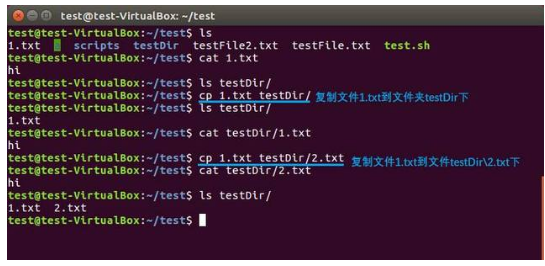 test@test-VirtualBox: ~/test
test@test-VirtualBox:~/test$ ls
1.txt scripts testDir testFile2.txt testFile.txt test.sh
test@test-VirtualBox:~/test$ cat 1.txt
hi
test@test-VirtualBox:~/test$ ls testDir/
test@test-VirtualBox:~/test$ cp 1.txt testDir/ 复制文件1.txt到文件夹testDir下
test@test-VirtualBox:~/test$ ls testDir/
1.txt
test@test-VirtualBox:~/test$ cat testDir/1.txt
hi
test@test-VirtualBox:~/test$ cp 1.txt testDir/2.txt 复制文件1.txt到文件testDir\2.txt下
test@test-VirtualBox:~/test$ cat testDir/2.txt
hi
test@test-VirtualBox:~/test$ ls testDir/
1.txt 2.txt
test@test-VirtualBox:~/test$